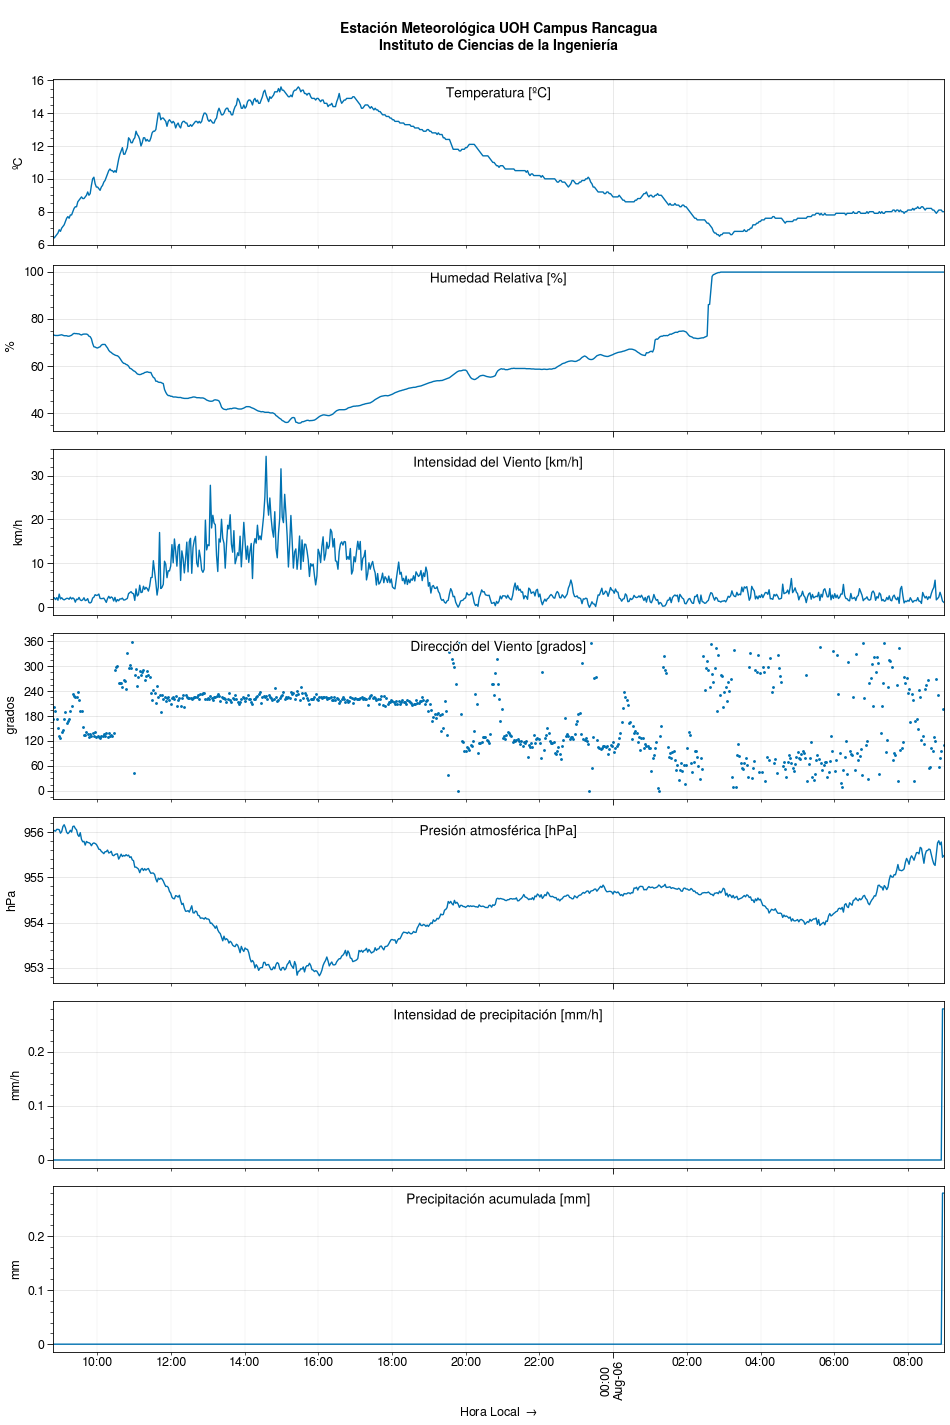 Estación Meteorológica UOH Campus Rancagua
Instituto de Ciencias de la Ingeniería
Temperatura [ºC]
ºC
16
14
12
10
8
6
Humedad Relativa [%]
%
100
80
60
40
Intensidad del Viento [km/h]
km/h
30
20
10
0
Dirección del Viento [grados]
grados
360
300
240
180
120
60
0
Presión atmosférica [hPa]
hPa
956
955
954
953
Intensidad de precipitación [mm/h]
mm/h
0.2
0.1
0
Precipitación acumulada [mm]
mm
0.2
0.1
0
10:00 12:00 14:00 16:00 18:00 20:00 22:00 00:00 02:00 04:00 06:00 08:00
Aug-06
Hora Local →